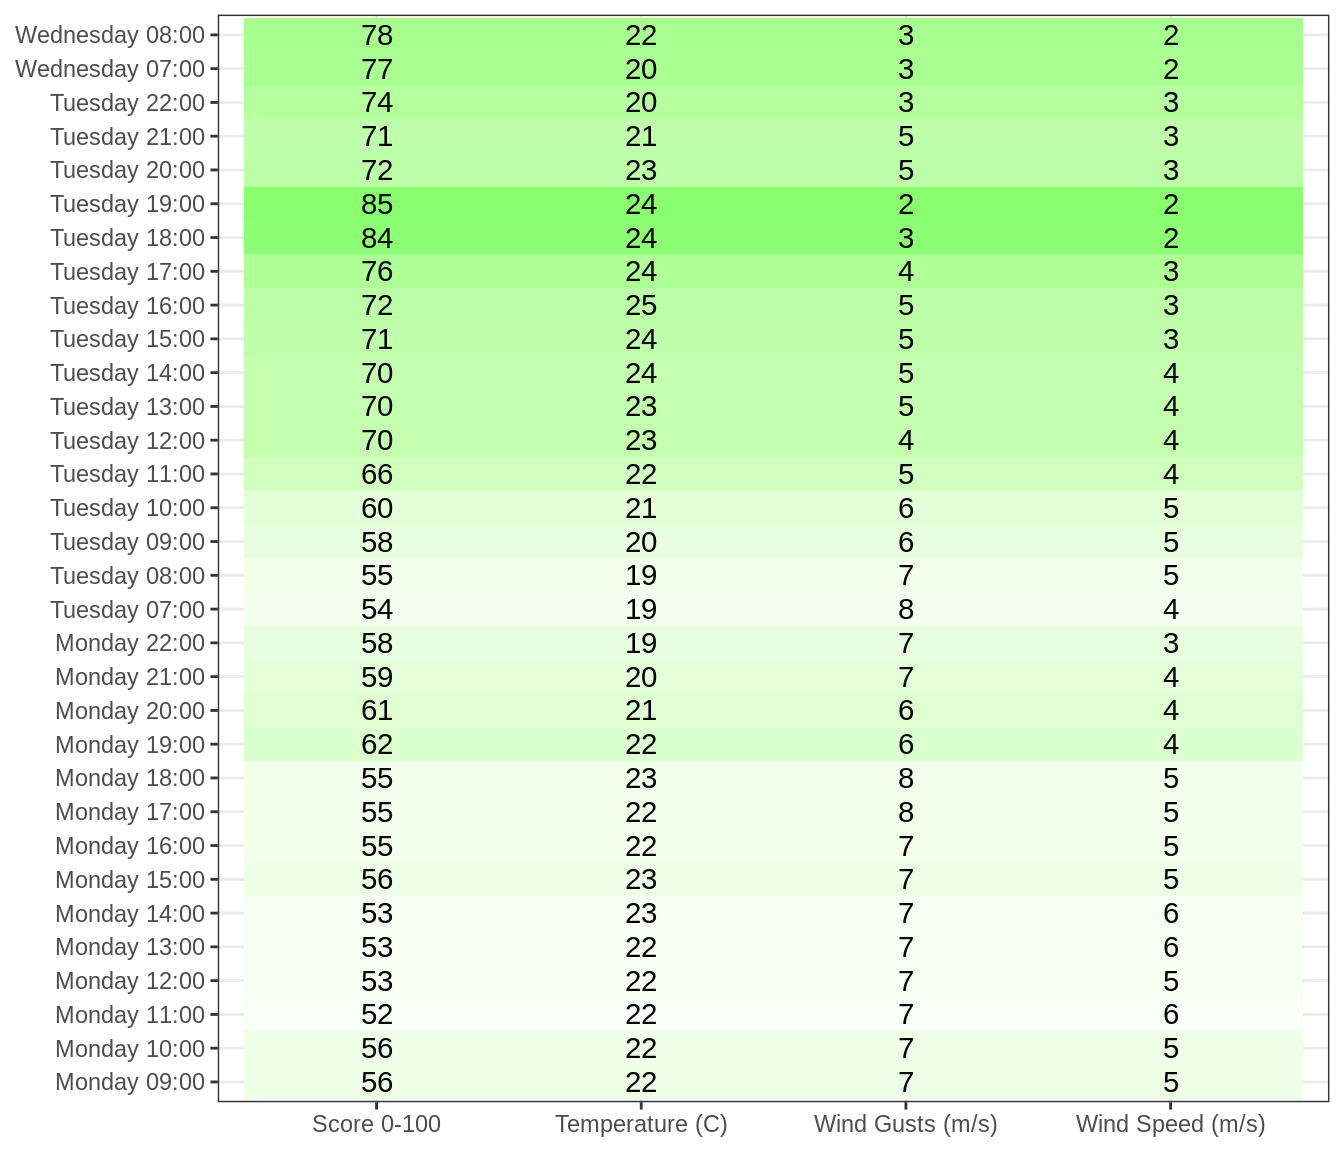 Wednesday 08:00 78 22 3 2
Wednesday 07:00 77 20 3 2
Tuesday 22:00 74 20 3 3
Tuesday 21:00 71 21 5 3
Tuesday 20:00 72 23 5 3
Tuesday 19:00 85 24 2 2
Tuesday 18:00 84 24 3 2
Tuesday 17:00 76 24 4 3
Tuesday 16:00 72 25 5 3
Tuesday 15:00 71 24 5 3
Tuesday 14:00 70 24 5 4
Tuesday 13:00 70 23 5 4
Tuesday 12:00 70 23 4 4
Tuesday 11:00 66 22 5 4
Tuesday 10:00 60 21 6 5
Tuesday 09:00 58 20 6 5
Tuesday 08:00 55 19 7 5
Tuesday 07:00 54 19 8 4
Monday 22:00 58 19 7 3
Monday 21:00 59 20 7 4
Monday 20:00 61 21 6 4
Monday 19:00 62 22 6 4
Monday 18:00 55 23 8 5
Monday 17:00 55 22 8 5
Monday 16:00 55 22 7 5
Monday 15:00 56 23 7 5
Monday 14:00 53 23 7 6
Monday 13:00 53 22 7 6
Monday 12:00 53 22 7 5
Monday 11:00 52 22 7 6
Monday 10:00 56 22 7 5
Monday 09:00 56 22 7 5
Score 0-100 Temperature (C) Wind Gusts (m/s) Wind Speed (m/s)